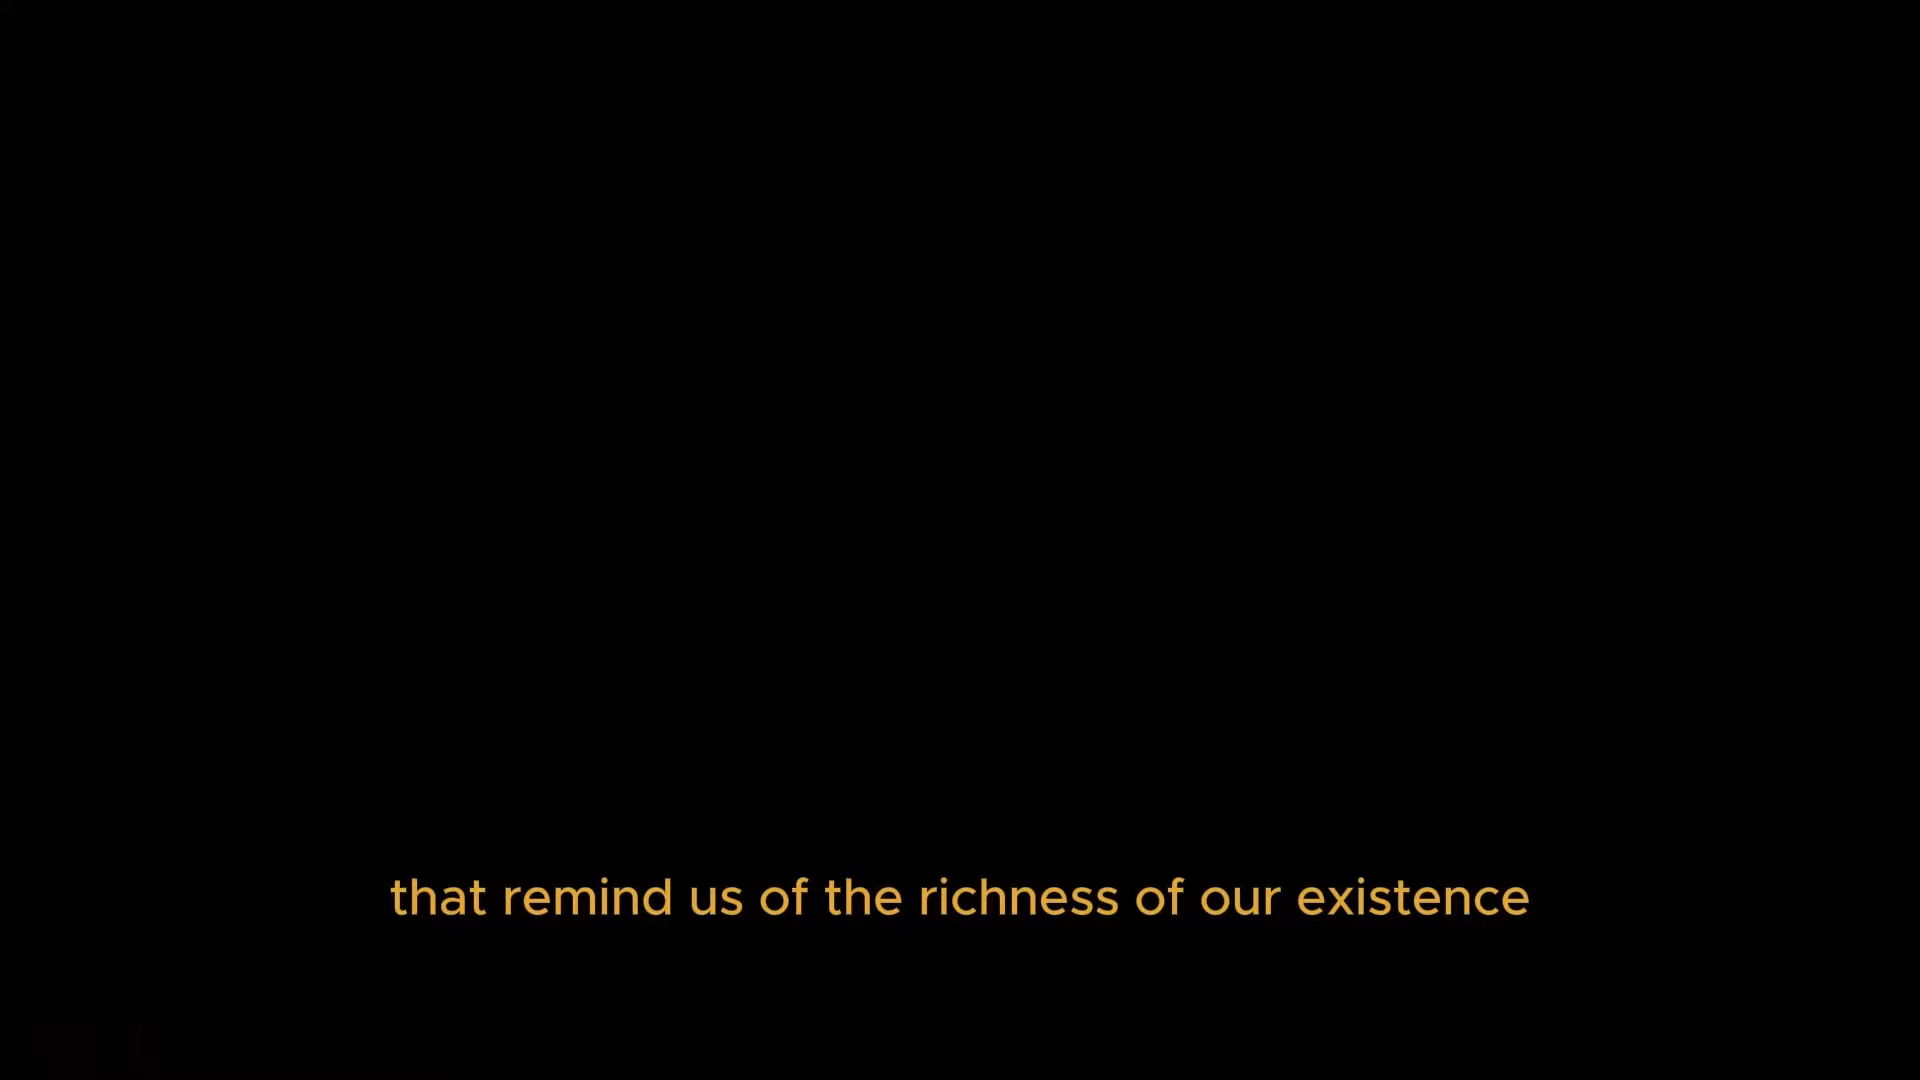 that remind us of the richness of our existence